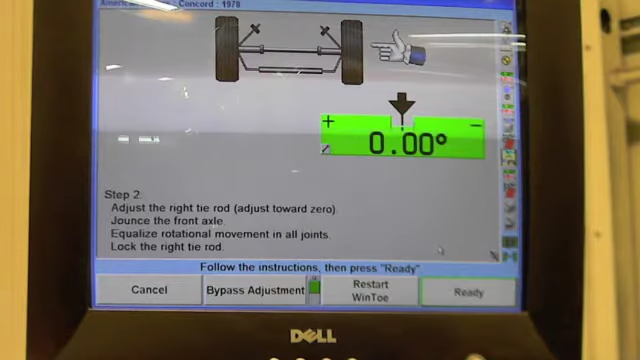 Concord : 1978
+
−
0.00°
Step 2:
Adjust the right tie rod (adjust toward zero).
Jounce the front axle.
Equalize rotational movement in all joints.
Lock the right tie rod.
Follow the instructions, then press "Ready"
Cancel
Bypass Adjustment
Restart
WinToe
Ready
DELL